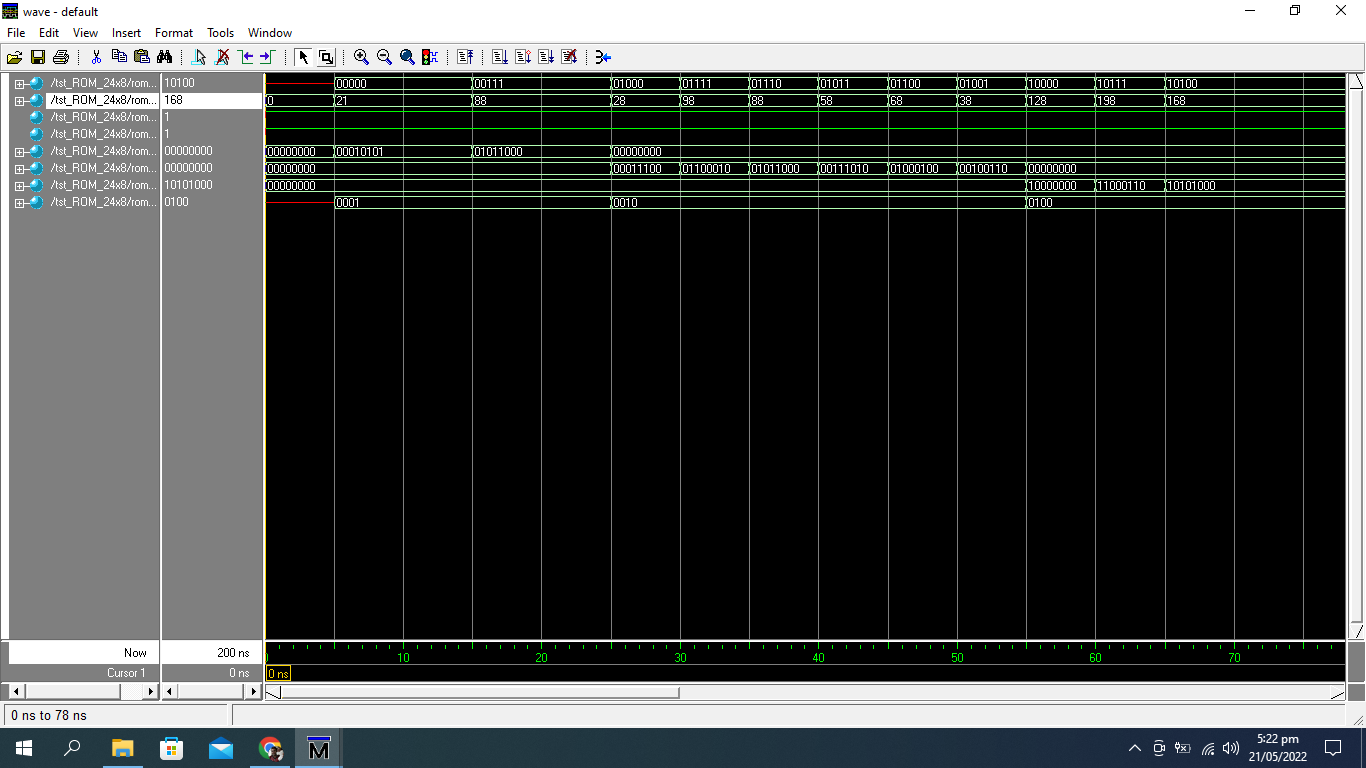 wave - default
File Edit View Insert Format Tools Window
/tst_ROM_24x8/rom... 10100 00000 00111 01000 01111 01110 01011 01100 01001 10000 10111 10100
/tst_ROM_24x8/rom... 168 0 21 88 28 98 88 58 68 38 128 198 168
/tst_ROM_24x8/rom... 1
/tst_ROM_24x8/rom... 1
/tst_ROM_24x8/rom... 00000000 00000000 00010101 01011000 00000000
/tst_ROM_24x8/rom... 00000000 00000000 00011100 01100010 01011000 00111010 01000100 00100110 00000000
/tst_ROM_24x8/rom... 10101000 00000000 10000000 11000110 10101000
/tst_ROM_24x8/rom... 0100 0001 0010 0100
Now 200 ns 10 20 30 40 50 60 70
Cursor 1 0 ns 0 ns
0 ns to 78 ns
5:22 pm
21/05/2022